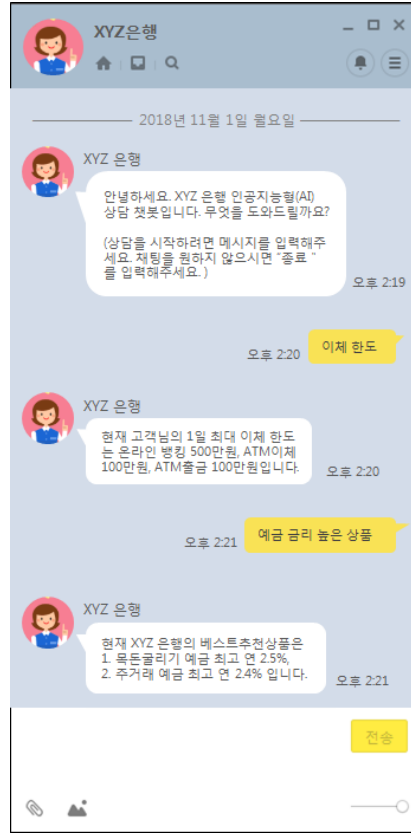 XYZ은행
2018년 11월 1일 월요일
XYZ 은행
안녕하세요. XYZ 은행 인공지능형(AI)
상담 챗봇입니다. 무엇을 도와드릴까요?
(상담을 시작하려면 메시지를 입력해주
세요. 채팅을 원하지 않으시면 “종료 ”
를 입력해주세요. )
오후 2:19
이체 한도
오후 2:20
XYZ 은행
현재 고객님의 1일 최대 이체 한도
는 온라인 뱅킹 500만원, ATM이체
100만원, ATM출금 100만원입니다.
오후 2:20
예금 금리 높은 상품
오후 2:21
XYZ 은행
현재 XYZ 은행의 베스트추천상품은
1. 목돈굴리기 예금 최고 연 2.5%,
2. 주거래 예금 최고 연 2.4% 입니다.
오후 2:21
전송